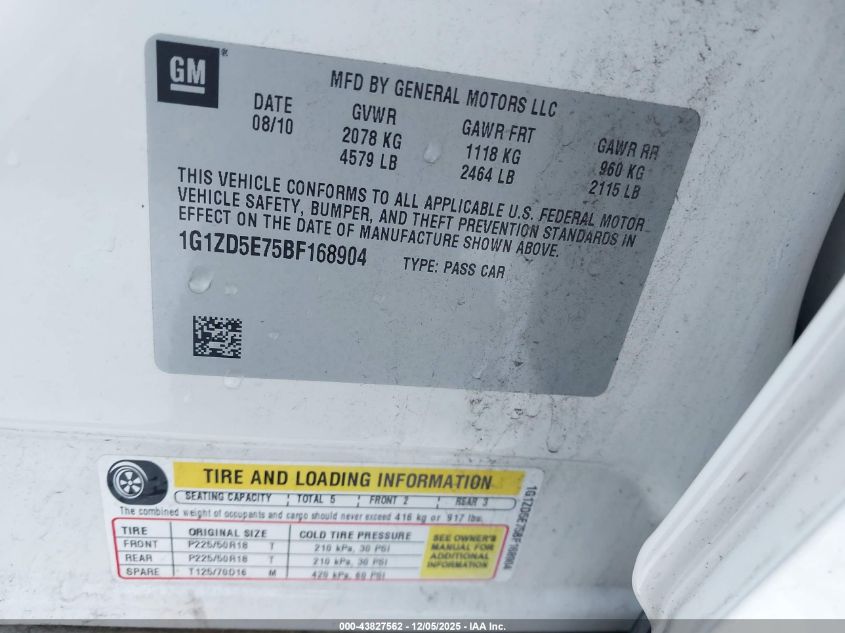 GM ®
MFD BY GENERAL MOTORS LLC
DATE GVWR GAWR FRT GAWR RR
08/10 2078 KG 1118 KG 960 KG
4579 LB 2464 LB 2115 LB
THIS VEHICLE CONFORMS TO ALL APPLICABLE U.S. FEDERAL MOTOR
VEHICLE SAFETY, BUMPER, AND THEFT PREVENTION STANDARDS IN
EFFECT ON THE DATE OF MANUFACTURE SHOWN ABOVE.
1G1ZD5E75BF168904 TYPE: PASS CAR
TIRE AND LOADING INFORMATION
SEATING CAPACITY TOTAL 5 FRONT 2 REAR 3
The combined weight of occupants and cargo should never exceed 416 kg or 917 lbs.
TIRE ORIGINAL SIZE COLD TIRE PRESSURE
FRONT P225/50R18 T 210 kPa, 30 PSI
REAR P225/50R18 T 210 kPa, 30 PSI
SPARE T125/70D16 M 420 kPa, 60 PSI
SEE OWNER'S
MANUAL FOR
ADDITIONAL
INFORMATION
1G1ZD5E75BF168904
000-43827562 - 12/05/2025 - IAA Inc.